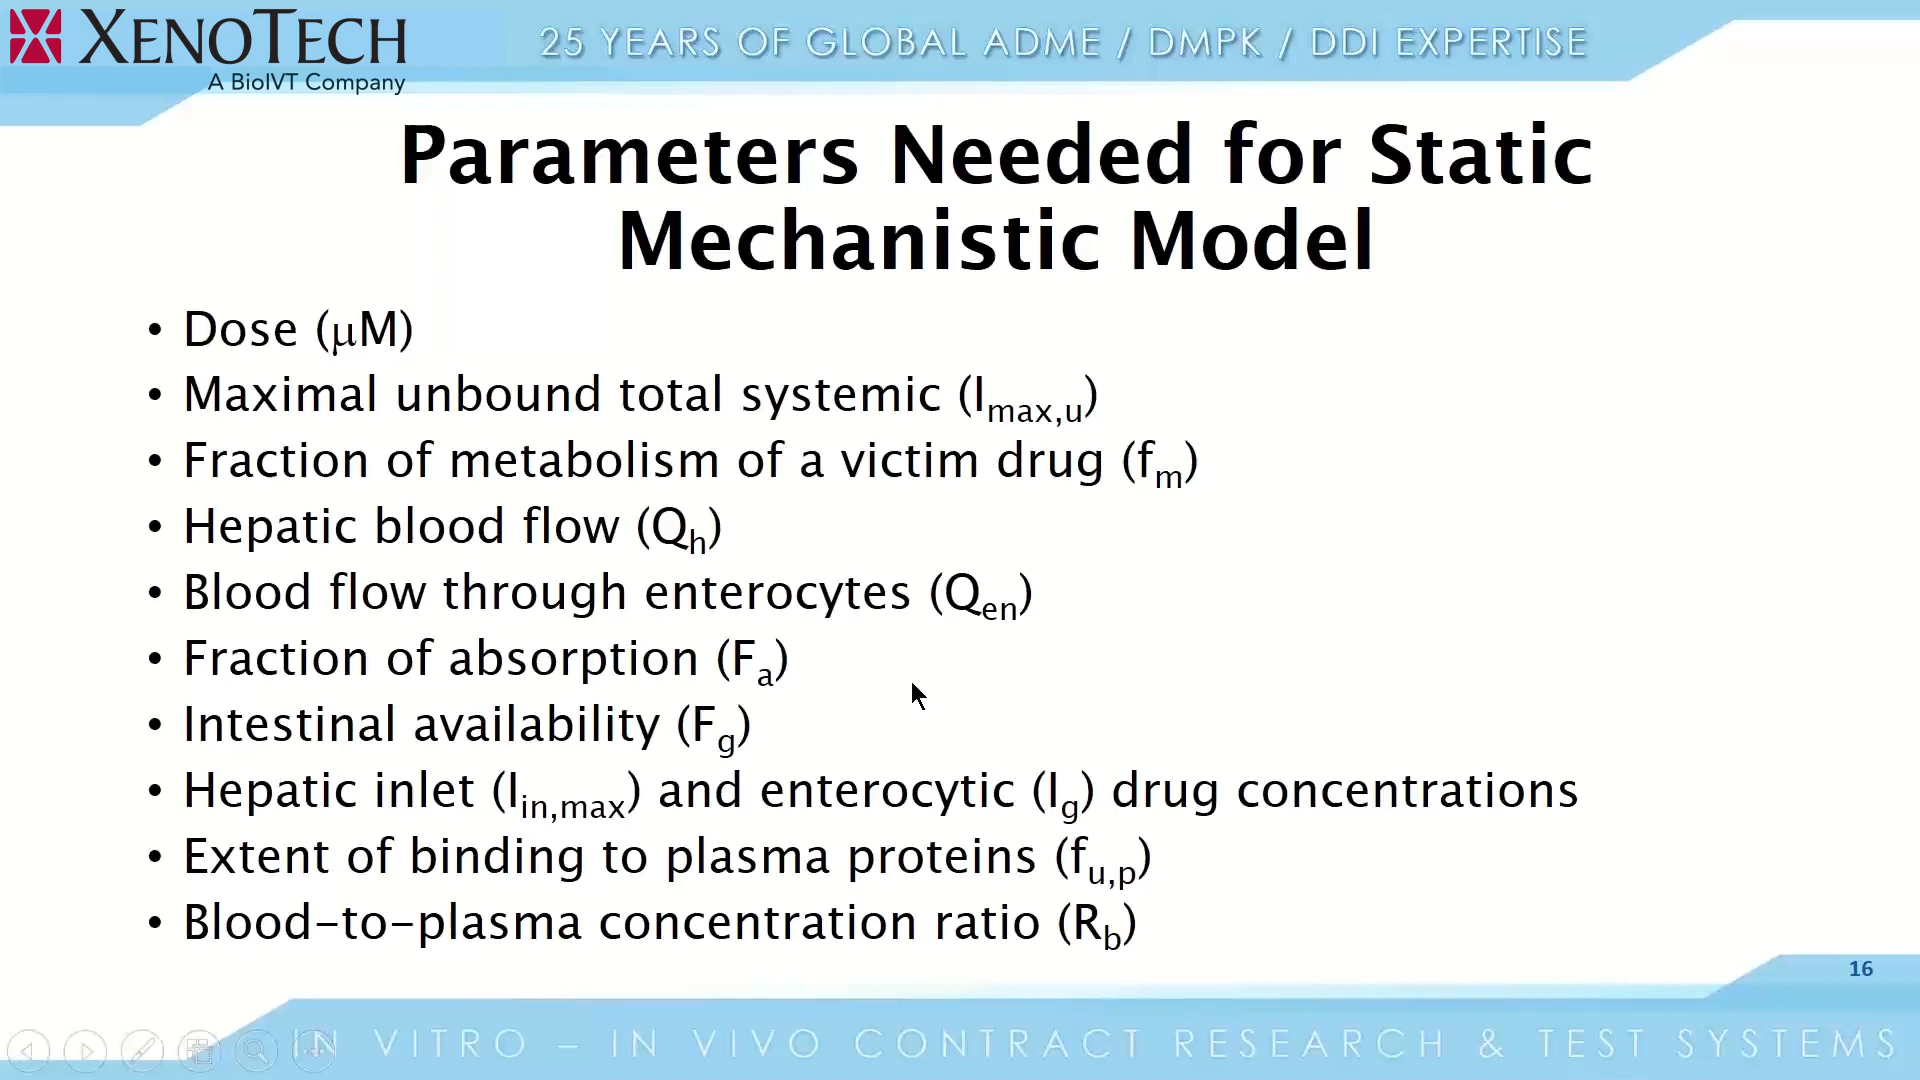 XENOTECH
A BioIVT Company
25 YEARS OF GLOBAL ADME / DMPK / DDI EXPERTISE
Parameters Needed for Static
Mechanistic Model
• Dose (μM)
• Maximal unbound total systemic (Imax,u)
• Fraction of metabolism of a victim drug (fm)
• Hepatic blood flow (Qh)
• Blood flow through enterocytes (Qen)
• Fraction of absorption (Fa)
• Intestinal availability (Fg)
• Hepatic inlet (Iin,max) and enterocytic (Ig) drug concentrations
• Extent of binding to plasma proteins (fu,p)
• Blood-to-plasma concentration ratio (Rb)
16
IN VITRO – IN VIVO CONTRACT RESEARCH & TEST SYSTEMS